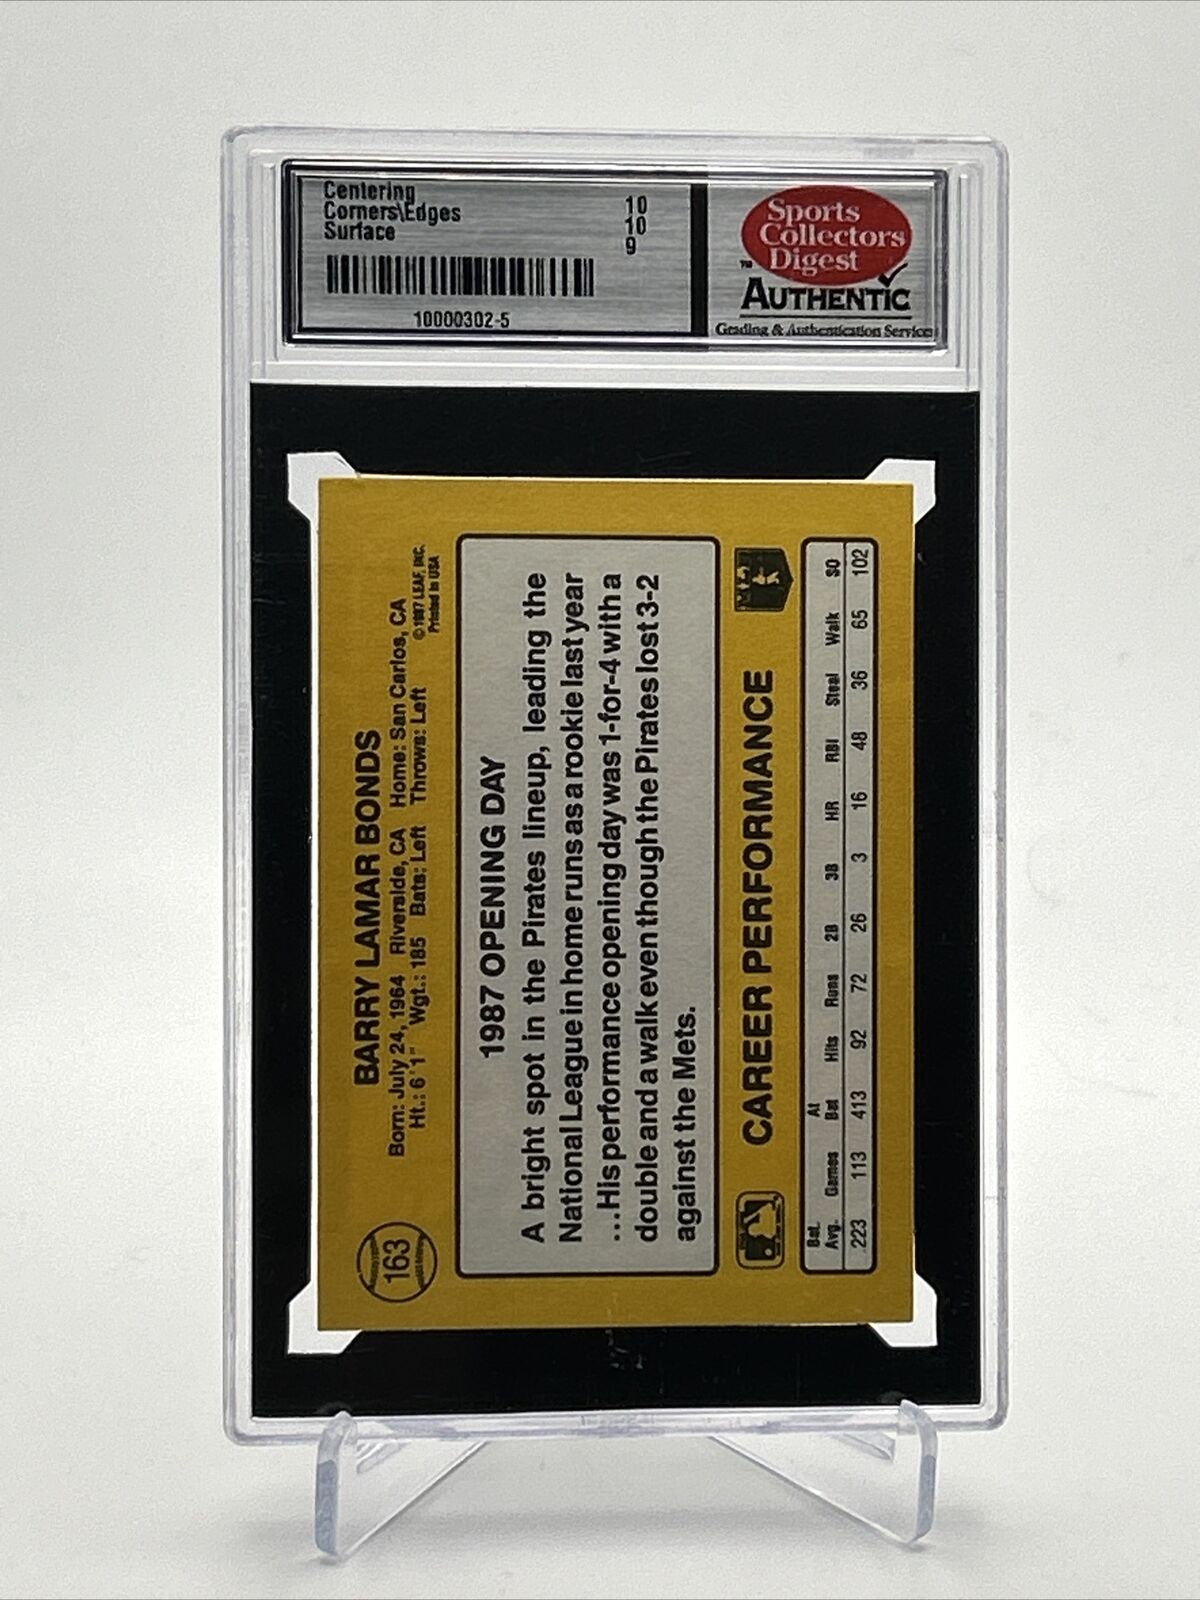 Centering 10
Corners\Edges 10
Surface 9
10000302-5
Sports
Collectors
Digest
TM
AUTHENTIC
Grading & Authentication Services
163
BARRY LAMAR BONDS
Born: July 24, 1964 Riverside, CA Home: San Carlos, CA
Ht.: 6'1" Wgt.: 185 Bats: Left Throws: Left
© 1987 LEAF, INC.
Printed in USA
1987 OPENING DAY
A bright spot in the Pirates lineup, leading the
National League in home runs as a rookie last year
...His performance opening day was 1-for-4 with a
double and a walk even though the Pirates lost 3-2
against the Mets.
CAREER PERFORMANCE
Bat. Avg. Games At Bat Hits Runs 2B 3B HR RBI Steal Walk SO
.223 113 413 92 72 26 3 16 48 36 65 102